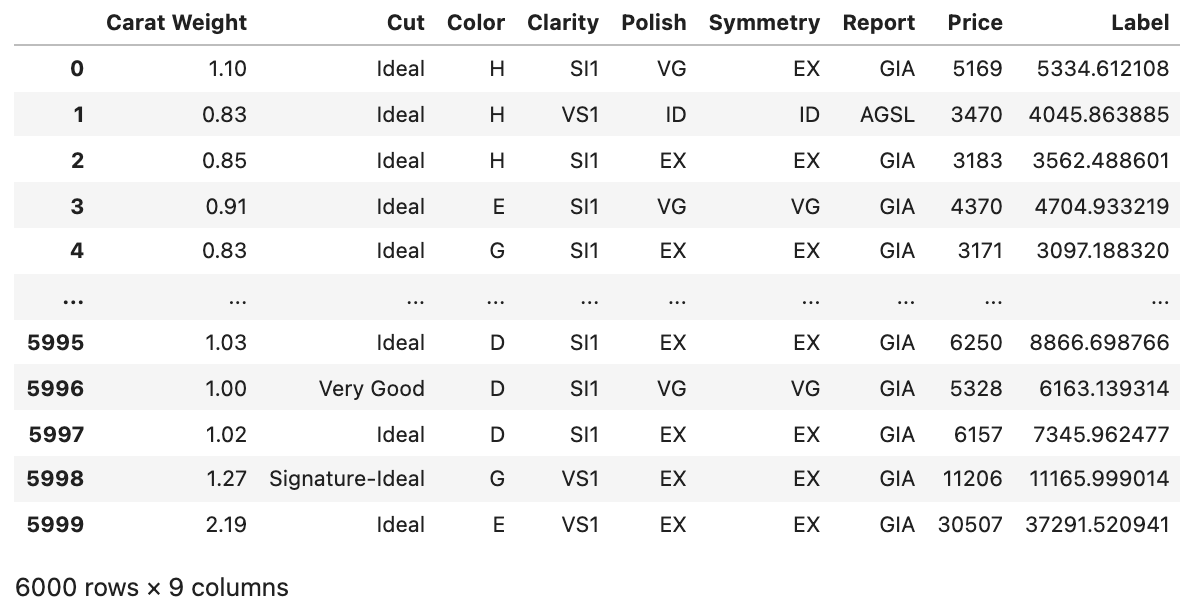 Carat Weight Cut Color Clarity Polish Symmetry Report Price Label
0 1.10 Ideal H SI1 VG EX GIA 5169 5334.612108
1 0.83 Ideal H VS1 ID ID AGSL 3470 4045.863885
2 0.85 Ideal H SI1 EX EX GIA 3183 3562.488601
3 0.91 Ideal E SI1 VG VG GIA 4370 4704.933219
4 0.83 Ideal G SI1 EX EX GIA 3171 3097.188320
... ... ... ... ... ... ... ... ... ...
5995 1.03 Ideal D SI1 EX EX GIA 6250 8866.698766
5996 1.00 Very Good D SI1 VG VG GIA 5328 6163.139314
5997 1.02 Ideal D SI1 EX EX GIA 6157 7345.962477
5998 1.27 Signature-Ideal G VS1 EX EX GIA 11206 11165.999014
5999 2.19 Ideal E VS1 EX EX GIA 30507 37291.520941
6000 rows × 9 columns